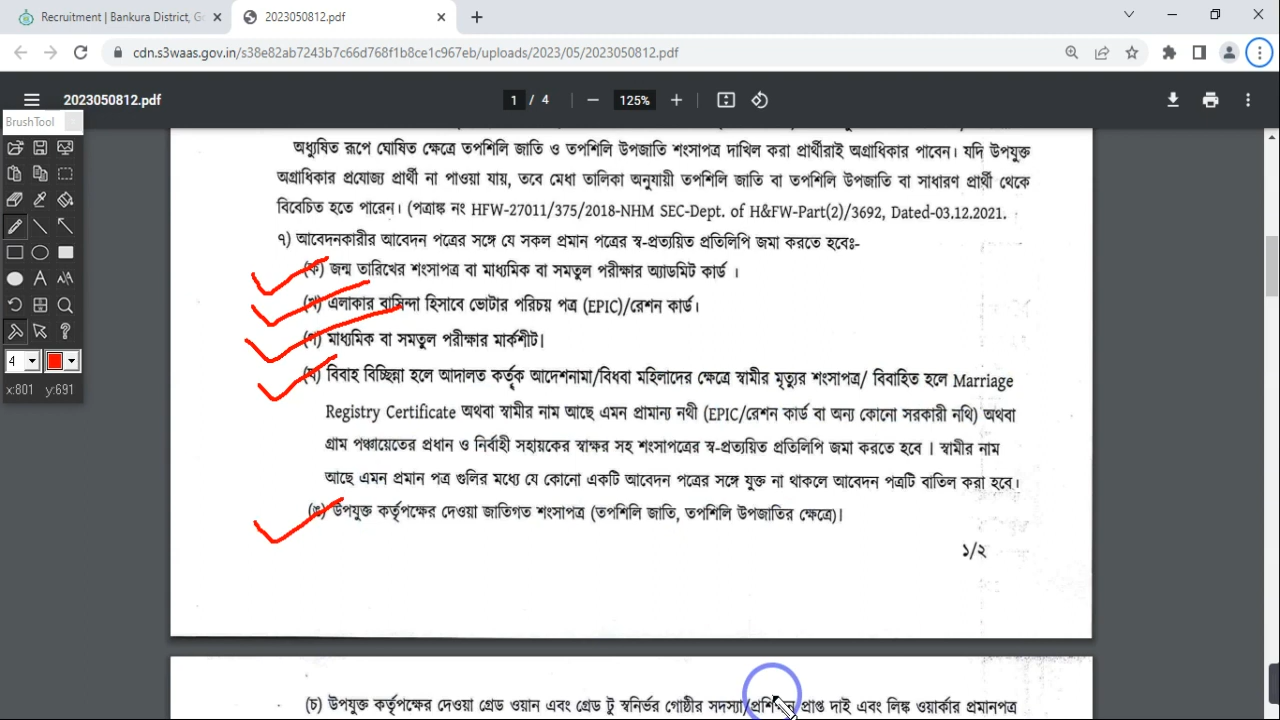 Recruitment | Bankura District, G
2023050812.pdf
cdn.s3waas.gov.in/s38e82ab7243b7c66d768f1b8ce1c967eb/uploads/2023/05/2023050812.pdf
2023050812.pdf
1 / 4
125%
BrushTool
4
x:801 y:691
অধ্যুষিত রূপে ঘোষিত ক্ষেত্রে তপশিলি জাতি ও তপশিলি উপজাতি শংসাপত্র দাখিল করা প্রার্থীরাই অগ্রাধিকার পাবেন। যদি উপযুক্ত
অগ্রাধিকার প্রযোজ্য প্রার্থী না পাওয়া যায়, তবে মেধা তালিকা অনুযায়ী তপশিলি জাতি বা তপশিলি উপজাতি বা সাধারণ প্রার্থী থেকে
বিবেচিত হতে পারেন। (পত্রাঙ্ক নং HFW-27011/375/2018-NHM SEC-Dept. of H&FW-Part(2)/3692, Dated-03.12.2021.
৭) আবেদনকারীর আবেদন পত্রের সঙ্গে যে সকল প্রমান পত্রের স্ব-প্রত্যয়িত প্রতিলিপি জমা করতে হবেঃ-
(ক) জন্ম তারিখের শংসাপত্র বা মাধ্যমিক বা সমতুল পরীক্ষার অ্যাডমিট কার্ড ।
(খ) এলাকার বাসিন্দা হিসাবে ভোটার পরিচয় পত্র (EPIC)/রেশন কার্ড।
(গ) মাধ্যমিক বা সমতুল পরীক্ষার মার্কশীট।
(ঘ) বিবাহ বিচ্ছিন্না হলে আদালত কর্তৃক আদেশনামা/বিধবা মহিলাদের ক্ষেত্রে স্বামীর মৃত্যুর শংসাপত্র/ বিবাহিত হলে Marriage
Registry Certificate অথবা স্বামীর নাম আছে এমন প্রামান্য নথী (EPIC/রেশন কার্ড বা অন্য কোনো সরকারী নথি) অথবা
গ্রাম পঞ্চায়েতের প্রধান ও নির্বাহী সহায়কের স্বাক্ষর সহ শংসাপত্রের স্ব-প্রত্যয়িত প্রতিলিপি জমা করতে হবে । স্বামীর নাম
আছে এমন প্রমান পত্র গুলির মধ্যে যে কোনো একটি আবেদন পত্রের সঙ্গে যুক্ত না থাকলে আবেদন পত্রটি বাতিল করা হবে।
(ঙ) উপযুক্ত কর্তৃপক্ষের দেওয়া জাতিগত শংসাপত্র (তপশিলি জাতি, তপশিলি উপজাতির ক্ষেত্রে)।
১/২
(চ) উপযুক্ত কর্তৃপক্ষের দেওয়া গ্রেড ওয়ান এবং গ্রেড টু স্বনির্ভর গোষ্ঠীর সদস্যা/প্রশিক্ষন প্রাপ্ত দাই এবং লিঙ্ক ওয়ার্কার প্রমানপত্র